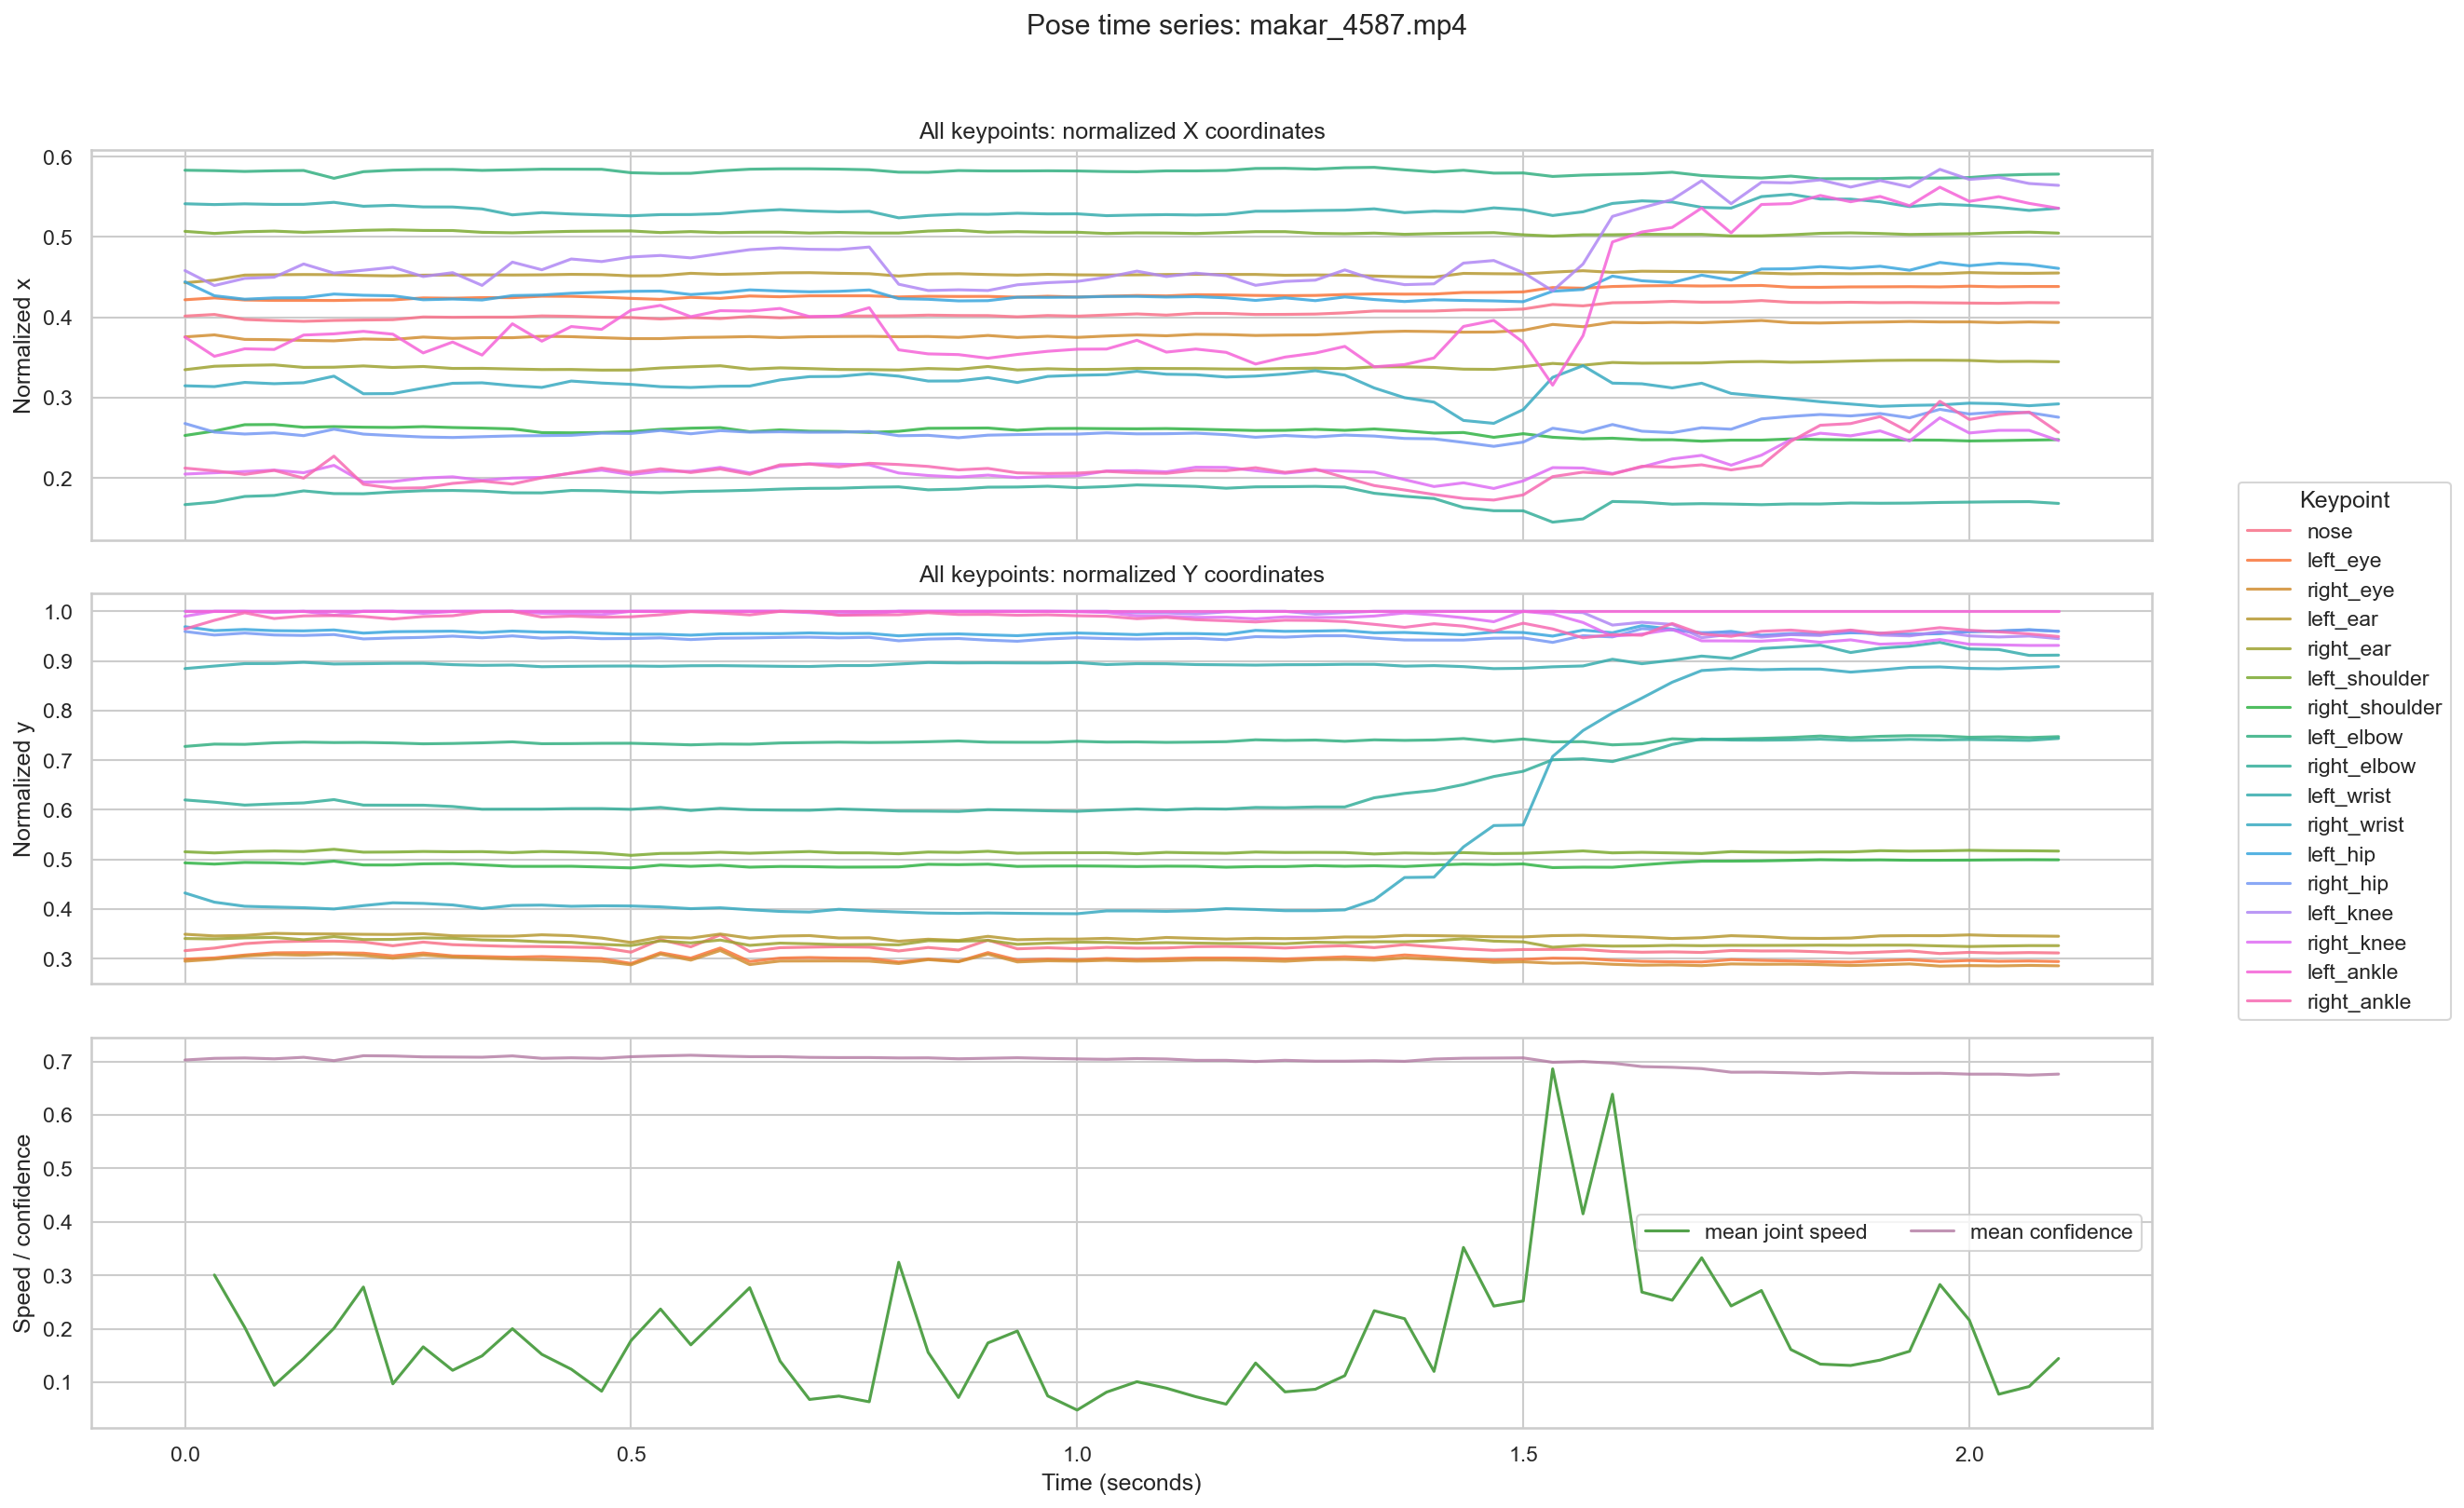 Pose time series: makar_4587.mp4
All keypoints: normalized X coordinates
Normalized x
0.6
0.5
0.4
0.3
0.2
All keypoints: normalized Y coordinates
Normalized y
1.0
0.9
0.8
0.7
0.6
0.5
0.4
0.3
Speed / confidence
0.7
0.6
0.5
0.4
0.3
0.2
0.1
mean joint speed
mean confidence
0.0
0.5
1.0
1.5
2.0
Time (seconds)
Keypoint
nose
left_eye
right_eye
left_ear
right_ear
left_shoulder
right_shoulder
left_elbow
right_elbow
left_wrist
right_wrist
left_hip
right_hip
left_knee
right_knee
left_ankle
right_ankle